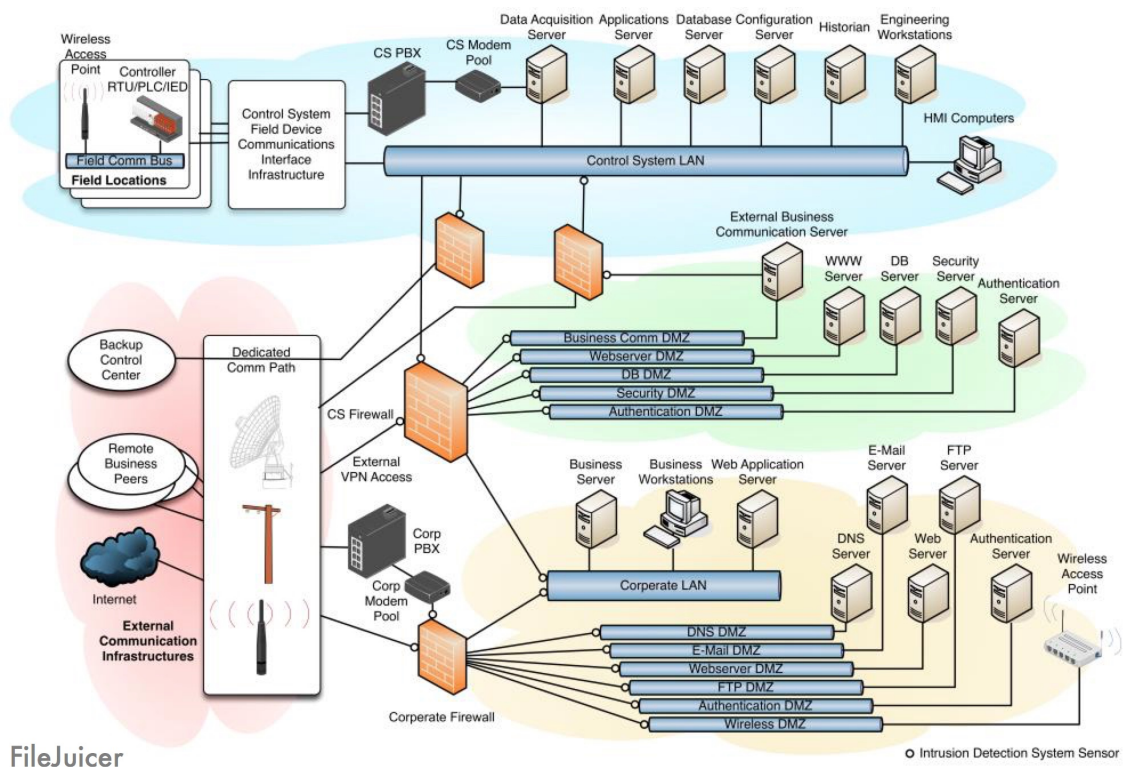 Wireless
Access
Point
Controller
RTU/PLC/IED
Field Comm Bus
Field Locations
Control System
Field Device
Communications
Interface
Infrastructure
CS PBX
CS Modem
Pool
Data Acquisition
Server
Applications
Server
Database
Server
Configuration
Server
Historian
Engineering
Workstations
HMI Computers
Control System LAN
External Business
Communication Server
WWW
Server
DB
Server
Security
Server
Authentication
Server
Business Comm DMZ
Webserver DMZ
DB DMZ
Security DMZ
Authentication DMZ
Backup
Control
Center
Dedicated
Comm Path
CS Firewall
External
VPN Access
Remote
Business
Peers
Internet
External
Communication
Infrastructures
Corp
PBX
Corp
Modem
Pool
Corporate Firewall
Business
Server
Business
Workstations
Web Application
Server
Corporate LAN
E-Mail
Server
FTP
Server
DNS
Server
Web
Server
Authentication
Server
Wireless
Access
Point
DNS DMZ
E-Mail DMZ
Webserver DMZ
FTP DMZ
Authentication DMZ
Wireless DMZ
Intrusion Detection System Sensor
FileJuicer